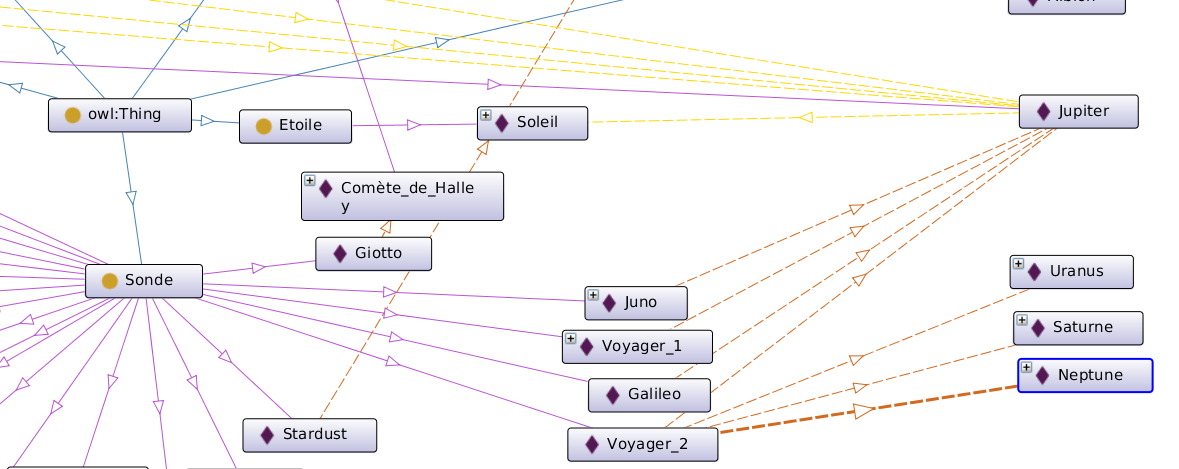 owl:Thing
Etoile
Soleil
Jupiter
Comète_de_Halle
y
Giotto
Sonde
Uranus
Juno
Saturne
Voyager_1
Neptune
Galileo
Stardust
Voyager_2